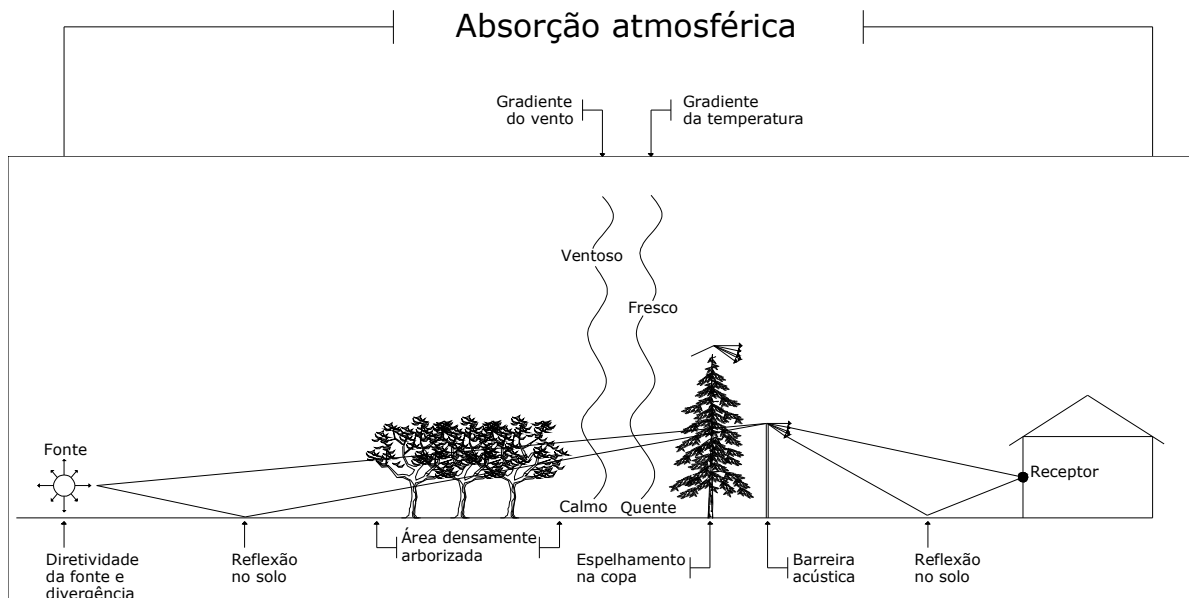 Absorção atmosférica
Gradiente
do vento
Gradiente
da temperatura
Ventoso
Fresco
Fonte
Receptor
Calmo
Quente
Diretividade
da fonte e
divergência
Reflexão
no solo
Área densamente
arborizada
Espelhamento
na copa
Barreira
acústica
Reflexão
no solo